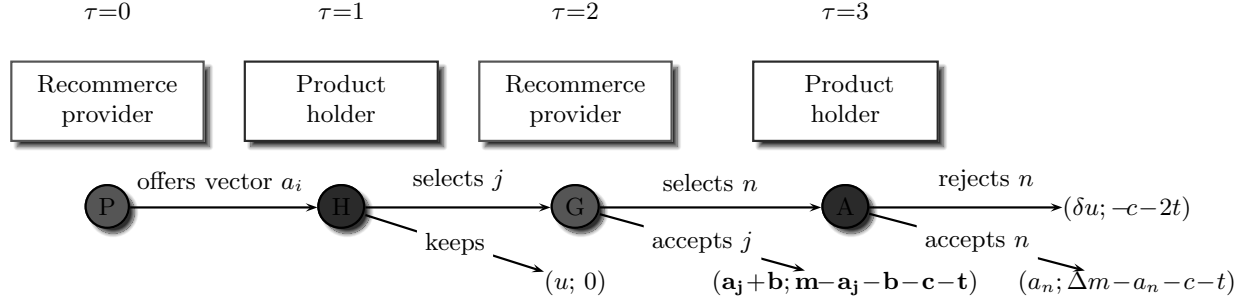 τ=0 τ=1 τ=2 τ=3
Recommerce provider
Product holder
Recommerce provider
Product holder
P offers vector a_i H selects j G selects n A rejects n (δu; −c−2t)
keeps accepts j accepts n
(u; 0) (a_j+b; m−a_j−b−c−t) (a_n; Δm−a_n−c−t)